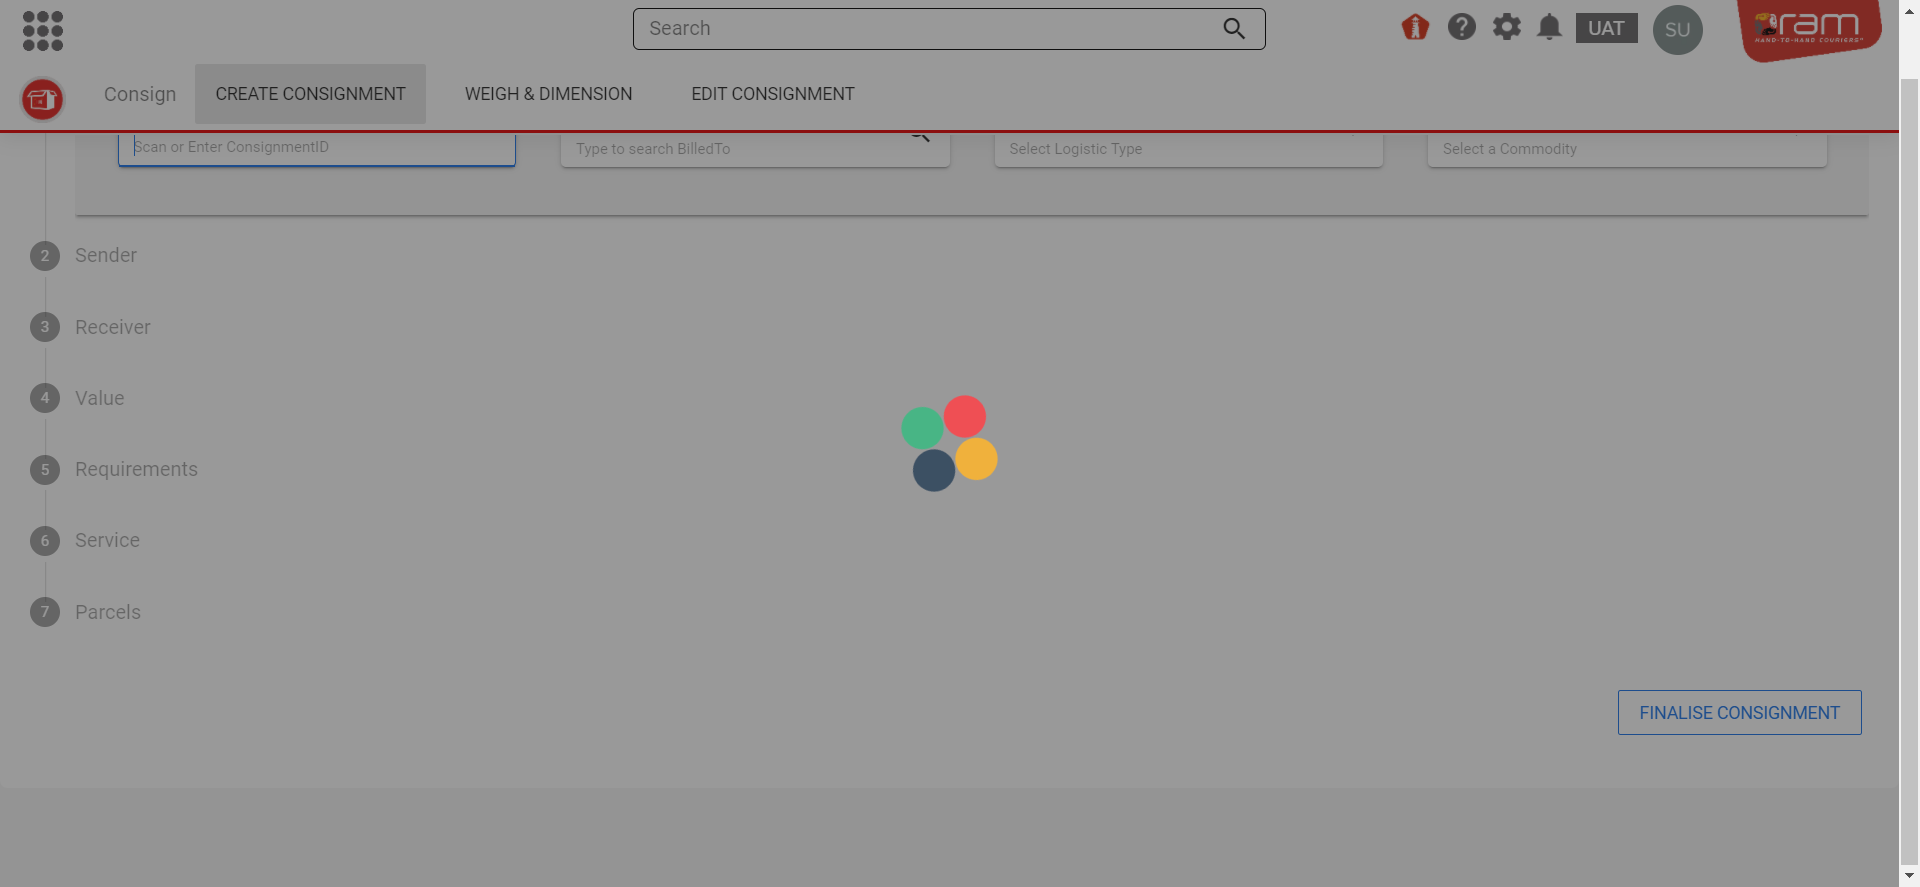 Search
UAT
SU
ram
HAND-TO-HAND COURIERS
Consign
CREATE CONSIGNMENT
WEIGH & DIMENSION
EDIT CONSIGNMENT
Scan or Enter ConsignmentID
Type to search BilledTo
Select Logistic Type
Select a Commodity
2 Sender
3 Receiver
4 Value
5 Requirements
6 Service
7 Parcels
FINALISE CONSIGNMENT